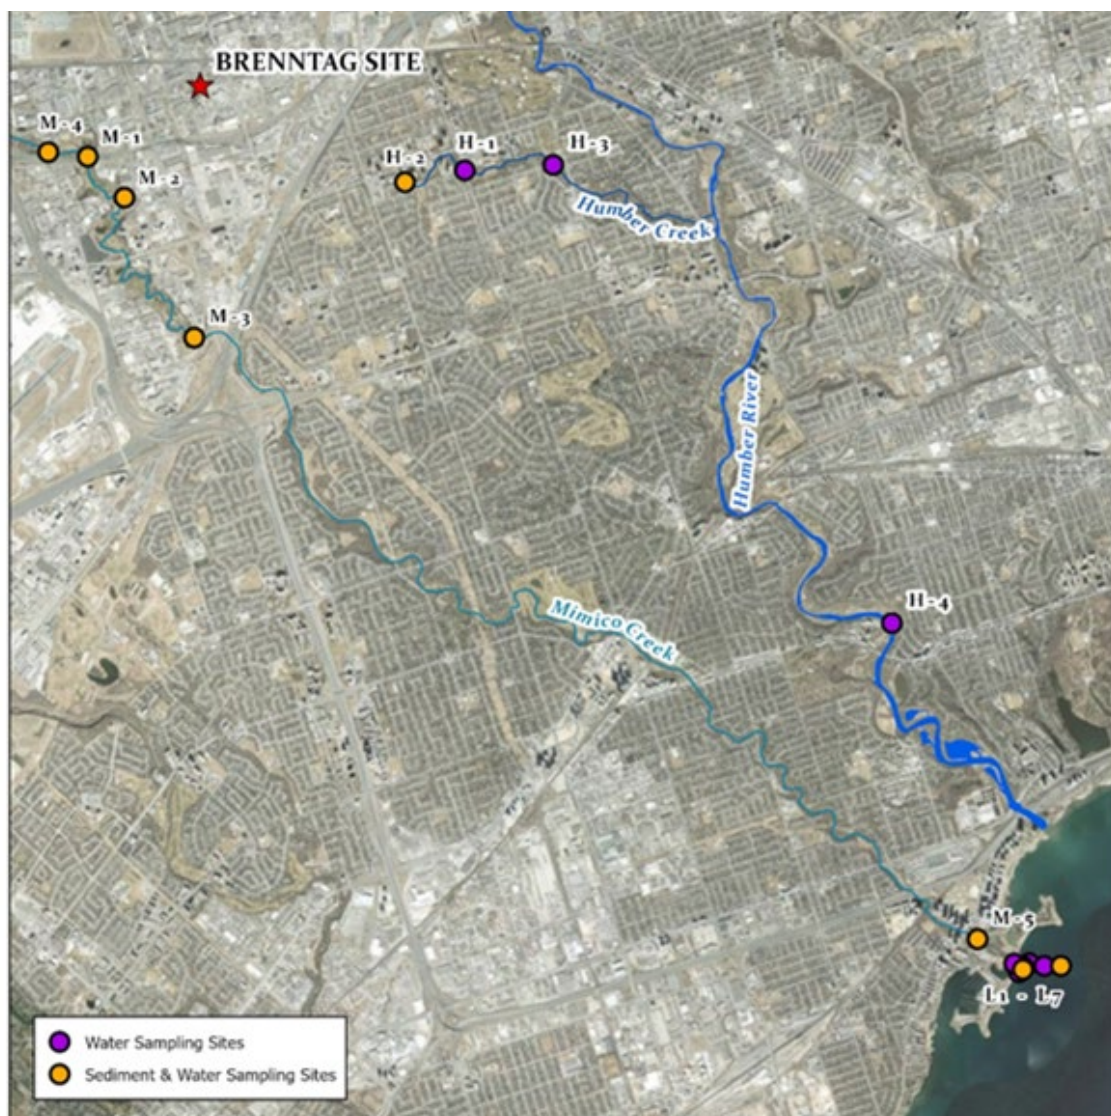 BRENNTAG SITE
M - 4
M - 1
M - 2
H - 2
H - 1
H - 3
Humber Creek
M - 3
Humber River
Mimico Creek
H - 4
M - 5
L1 - L7
Water Sampling Sites
Sediment & Water Sampling Sites